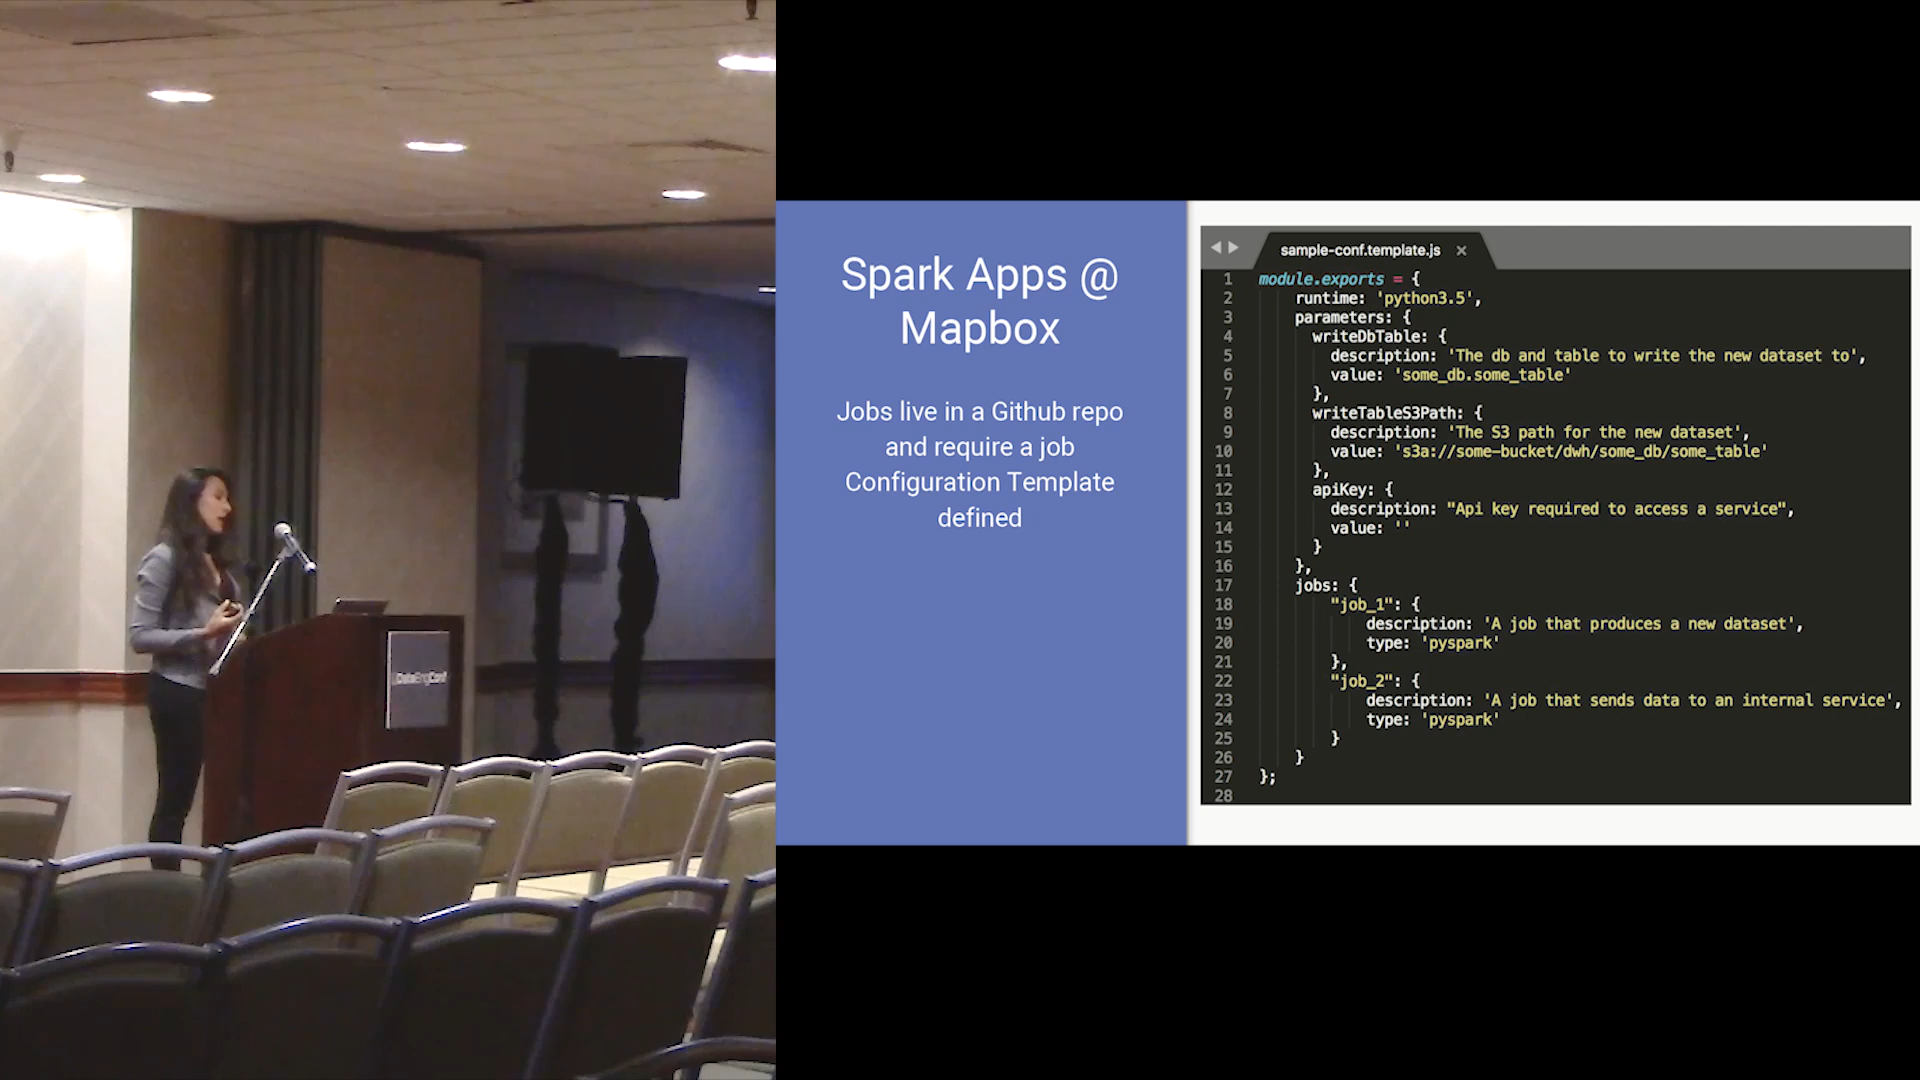 DataEngConf
Spark Apps @
Mapbox
Jobs live in a Github repo
and require a job
Configuration Template
defined
sample-conf.template.js
1 module.exports = {
2 runtime: 'python3.5',
3 parameters: {
4 writeDbTable: {
5 description: 'The db and table to write the new dataset to',
6 value: 'some_db.some_table'
7 },
8 writeTableS3Path: {
9 description: 'The S3 path for the new dataset',
10 value: 's3a://some-bucket/dwh/some_db/some_table'
11 },
12 apiKey: {
13 description: "Api key required to access a service",
14 value: ''
15 }
16 },
17 jobs: {
18 "job_1": {
19 description: 'A job that produces a new dataset',
20 type: 'pyspark'
21 },
22 "job_2": {
23 description: 'A job that sends data to an internal service',
24 type: 'pyspark'
25 }
26 }
27 };
28